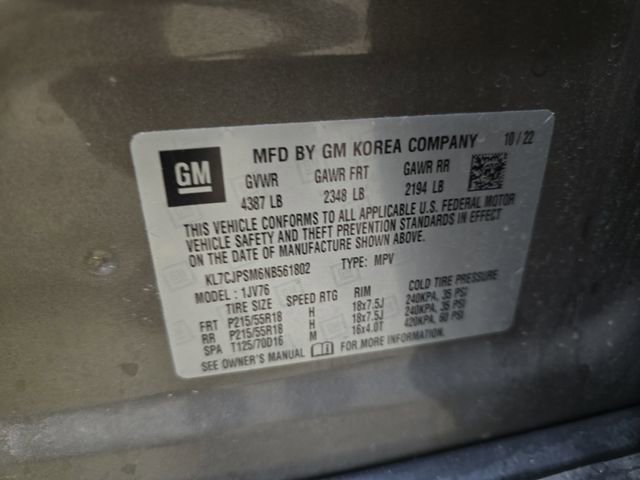 GM
MFD BY GM KOREA COMPANY 10/22
GVWR GAWR FRT GAWR RR
4387 LB 2348 LB 2194 LB
THIS VEHICLE CONFORMS TO ALL APPLICABLE U.S. FEDERAL MOTOR
VEHICLE SAFETY AND THEFT PREVENTION STANDARDS IN EFFECT
ON THE DATE OF MANUFACTURE SHOWN ABOVE.
KL7CJPSM6NB561802 TYPE: MPV
MODEL: 1JV76
TIRE SIZE SPEED RTG RIM COLD TIRE PRESSURE
FRT P215/55R18 H 18x7.5J 240KPA, 35 PSI
RR P215/55R18 H 18x7.5J 240KPA, 35 PSI
SPA T125/70D16 M 16x4.0T 420KPA, 60 PSI
SEE OWNER'S MANUAL FOR MORE INFORMATION.